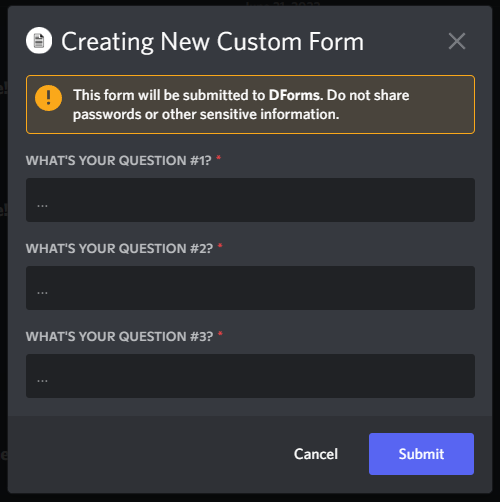 Creating New Custom Form
This form will be submitted to DForms. Do not share
passwords or other sensitive information.
WHAT'S YOUR QUESTION #1? *
...
WHAT'S YOUR QUESTION #2? *
...
WHAT'S YOUR QUESTION #3? *
...
Cancel Submit